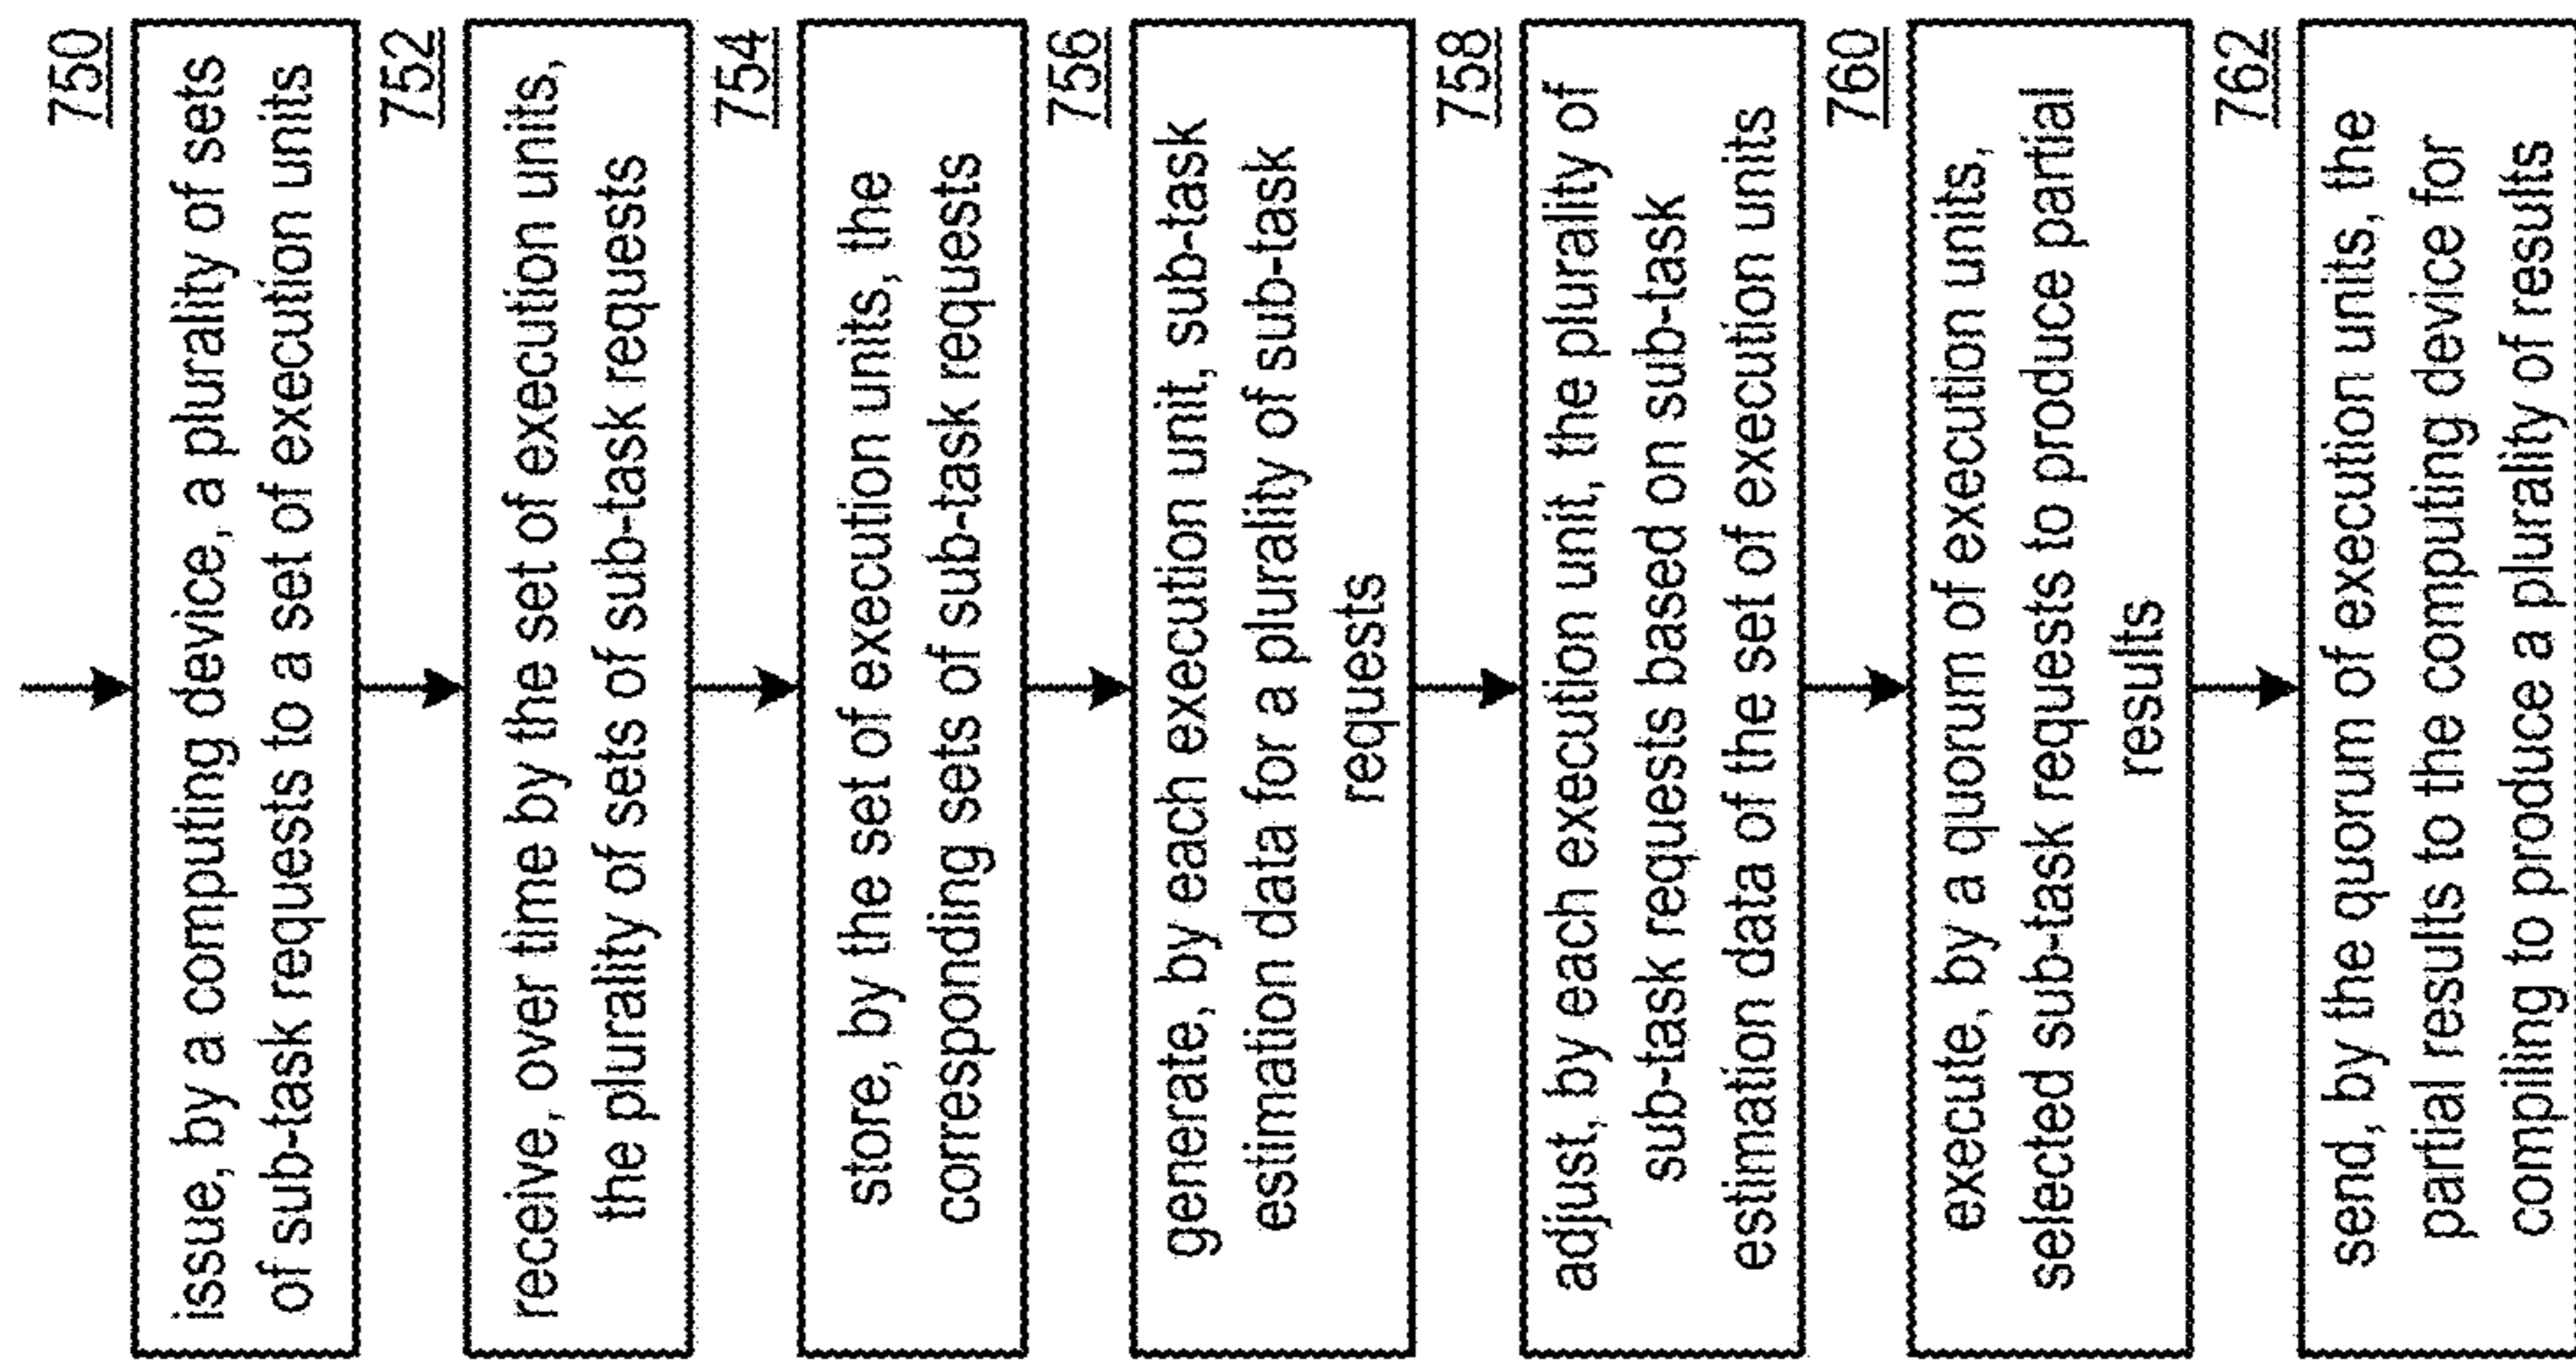 750
issue, by a computing device, a plurality of sets
of sub-task requests to a set of execution units
752
receive, over time by the set of execution units,
the plurality of sets of sub-task requests
754
store, by the set of execution units, the
corresponding sets of sub-task requests
756
generate, by each execution unit, sub-task
estimation data for a plurality of sub-task
requests
758
adjust, by each execution unit, the plurality of
sub-task requests based on sub-task
estimation data of the set of execution units
760
execute, by a quorum of execution units,
selected sub-task requests to produce partial
results
762
send, by the quorum of execution units, the
partial results to the computing device for
compiling to produce a plurality of results